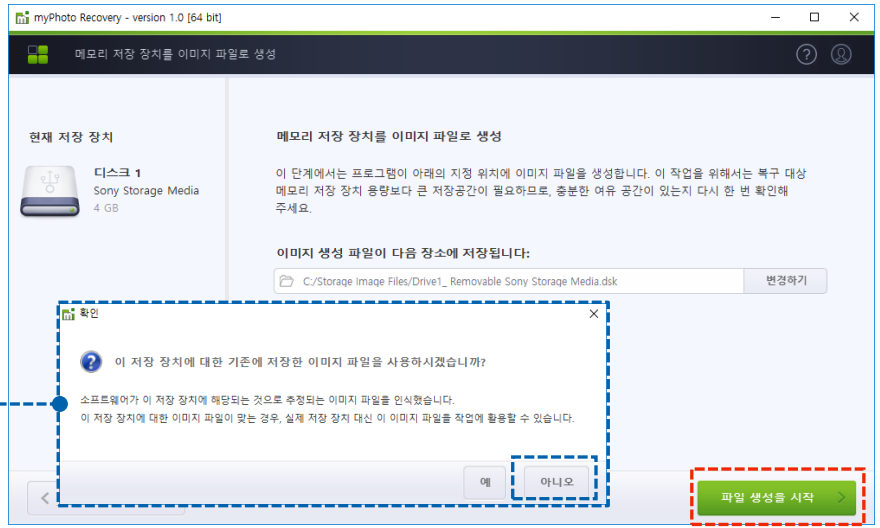 myPhoto Recovery - version 1.0 [64 bit]
메모리 저장 장치를 이미지 파일로 생성
현재 저장 장치
디스크 1
Sony Storage Media
4 GB
메모리 저장 장치를 이미지 파일로 생성
이 단계에서는 프로그램이 아래의 지정 위치에 이미지 파일을 생성합니다. 이 작업을 위해서는 복구 대상
메모리 저장 장치 용량보다 큰 저장공간이 필요하므로, 충분한 여유 공간이 있는지 다시 한 번 확인해
주세요.
이미지 생성 파일이 다음 장소에 저장됩니다:
C:/Storage Image Files/Drive1_ Removable Sony Storage Media.dsk
변경하기
확인
이 저장 장치에 대한 기존에 저장한 이미지 파일을 사용하시겠습니까?
소프트웨어가 이 저장 장치에 해당되는 것으로 추정되는 이미지 파일을 인식했습니다.
이 저장 장치에 대한 이미지 파일이 맞는 경우, 실제 저장 장치 대신 이 이미지 파일을 작업에 활용할 수 있습니다.
예
아니오
파일 생성을 시작